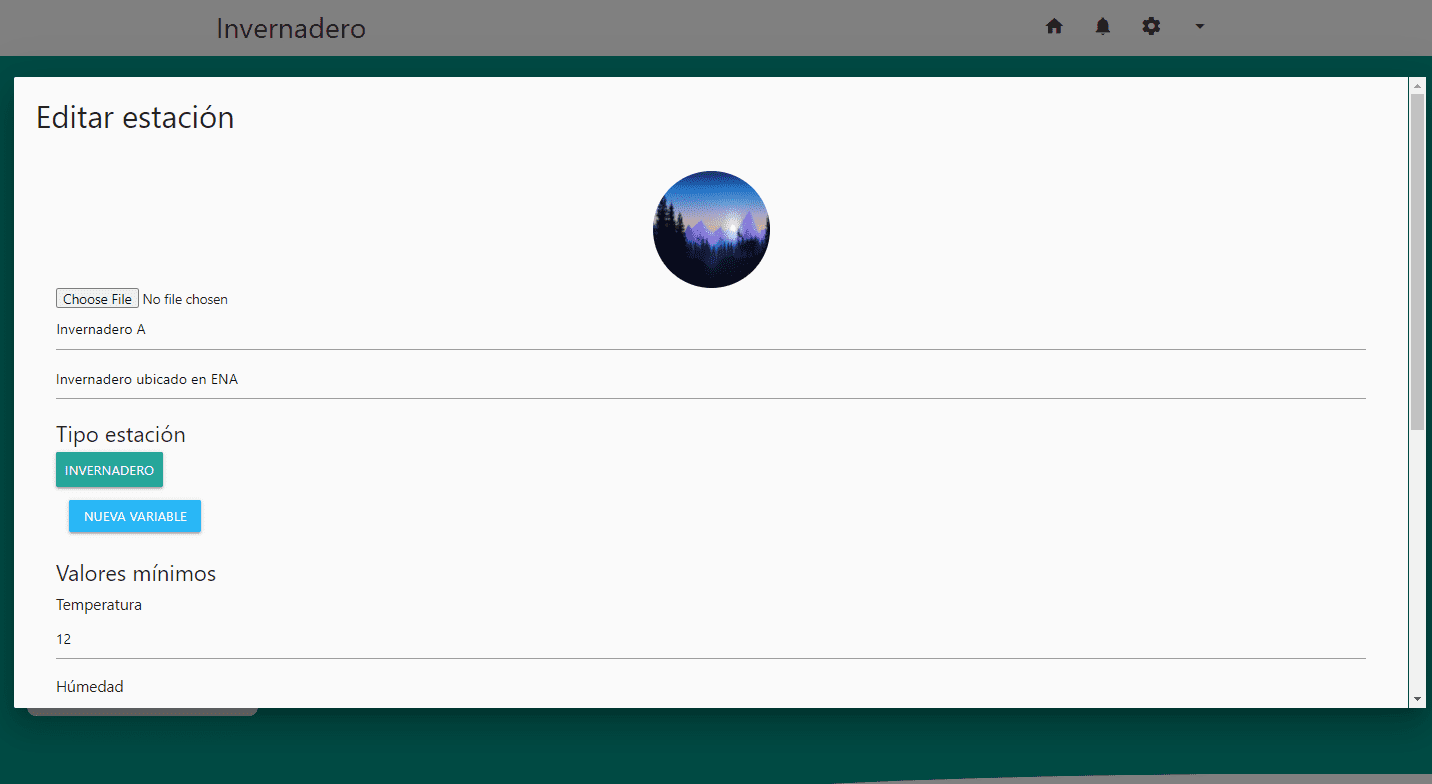 Invernadero
Editar estación
Choose File No file chosen
Invernadero A
Invernadero ubicado en ENA
Tipo estación
INVERNADERO
NUEVA VARIABLE
Valores mínimos
Temperatura
12
Húmedad